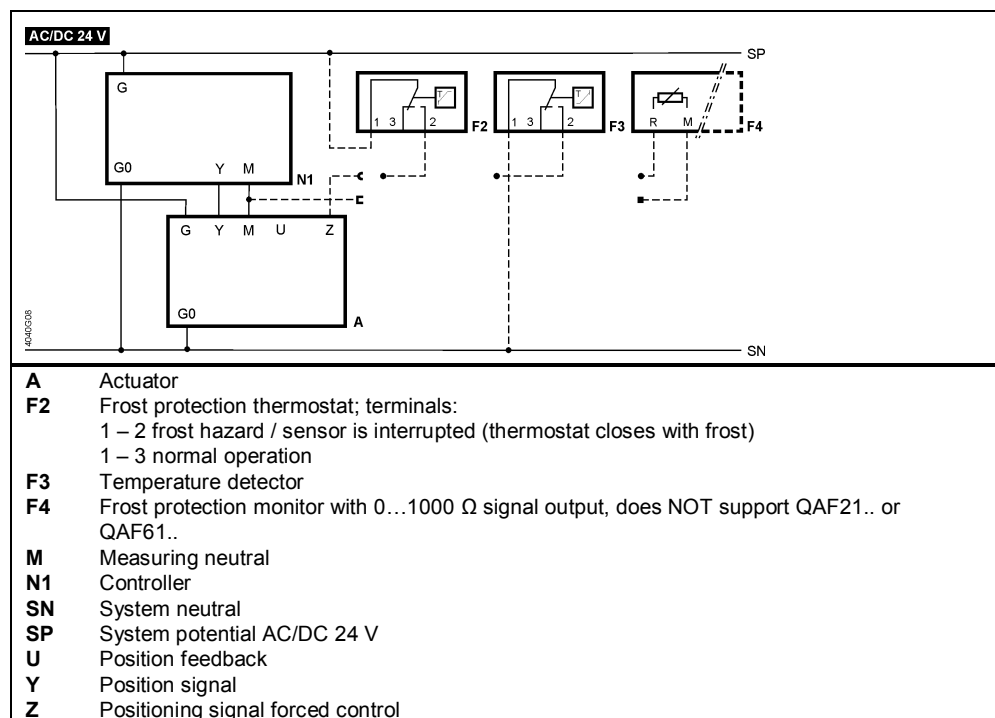 AC/DC 24 V
SP
G
1 3 2 F2
1 3 2 F3
R M F4
G0 Y M N1
G Y M U Z
G0 A
4040G08
SN
A Actuator
F2 Frost protection thermostat; terminals:
1 – 2 frost hazard / sensor is interrupted (thermostat closes with frost)
1 – 3 normal operation
F3 Temperature detector
F4 Frost protection monitor with 0…1000 Ω signal output, does NOT support QAF21.. or
QAF61..
M Measuring neutral
N1 Controller
SN System neutral
SP System potential AC/DC 24 V
U Position feedback
Y Position signal
Z Positioning signal forced control